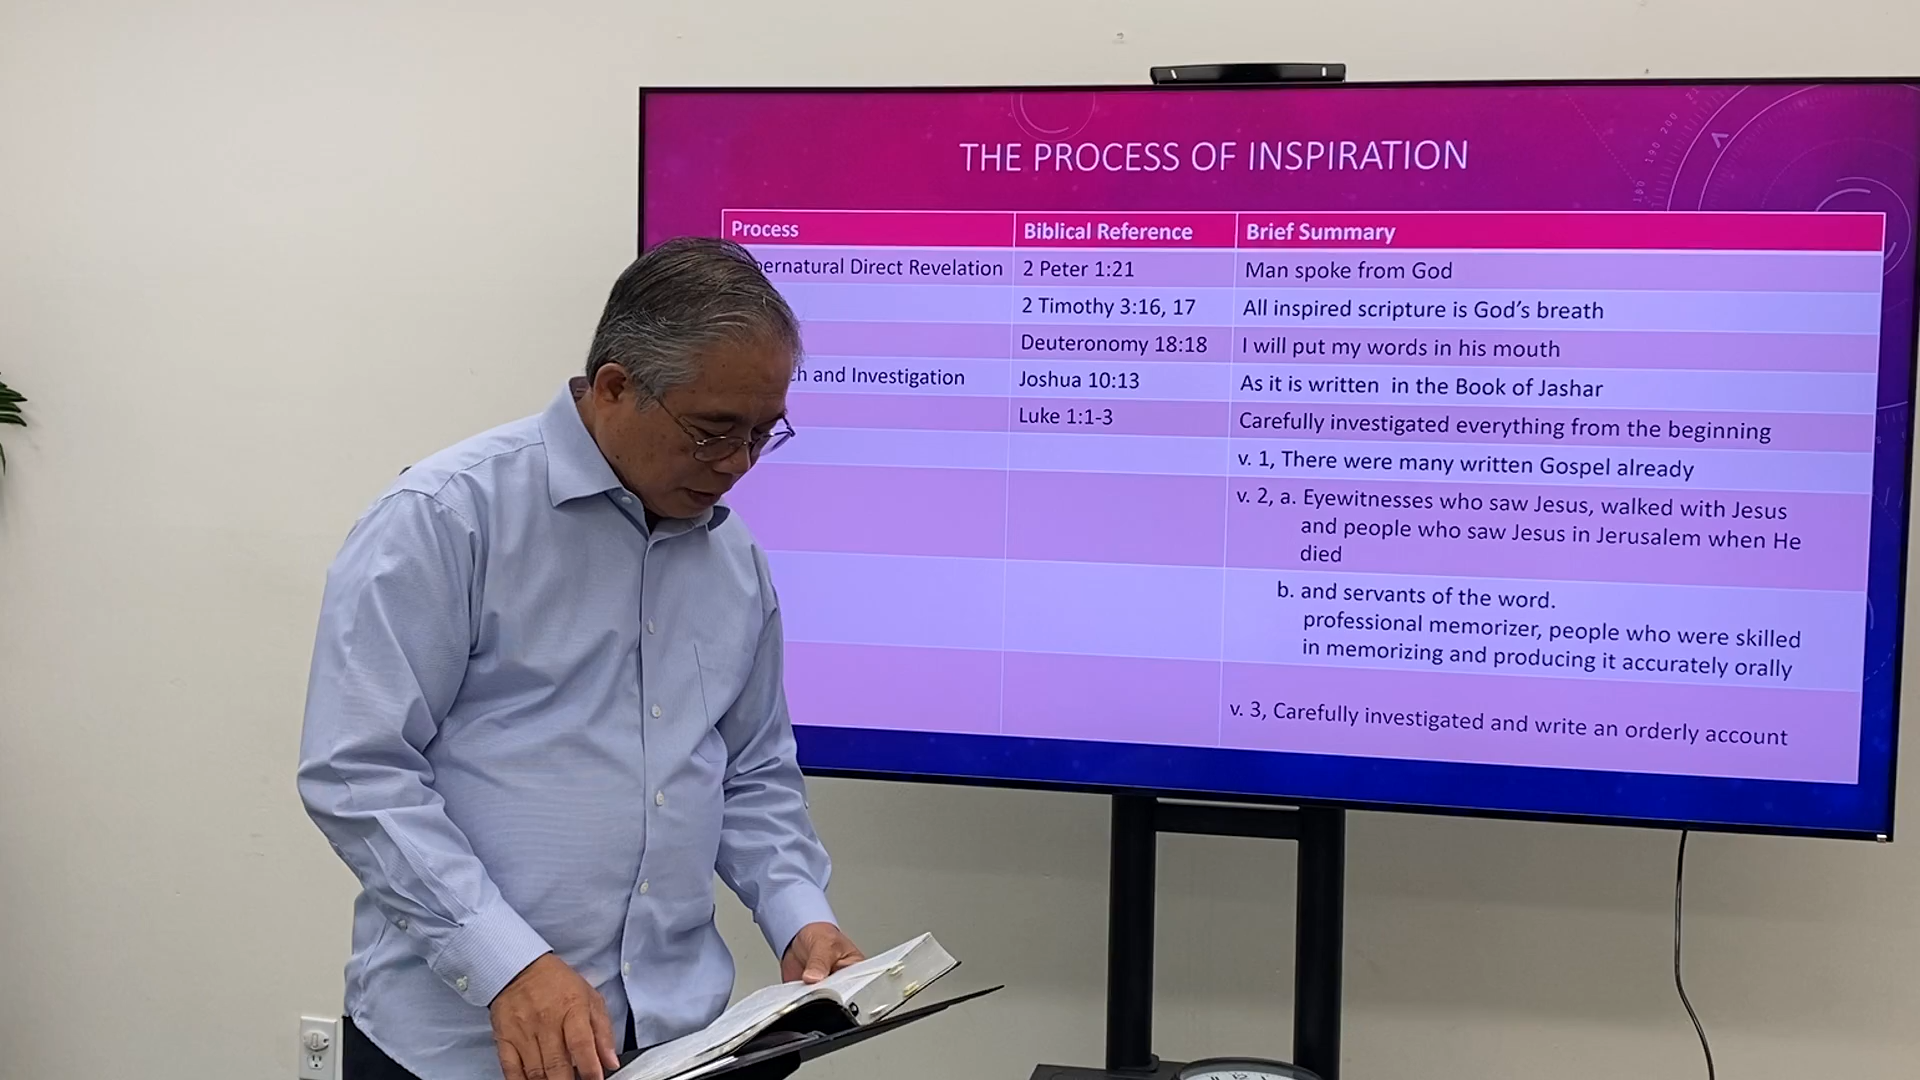 THE PROCESS OF INSPIRATION
Process Biblical Reference Brief Summary
Direct Revelation 2 Peter 1:21 Man spoke from God
2 Timothy 3:16, 17 All inspired scripture is God's breath
Deuteronomy 18:18 I will put my words in his mouth
and Investigation Joshua 10:13 As it is written in the Book of Jashar
Luke 1:1-3 Carefully investigated everything from the beginning
v. 1, There were many written Gospel already
v. 2, a. Eyewitnesses who saw Jesus, walked with Jesus
and people who saw Jesus in Jerusalem when He
died
b. and servants of the word.
professional memorizer, people who were skilled
in memorizing and producing it accurately orally
v. 3, Carefully investigated and write an orderly account